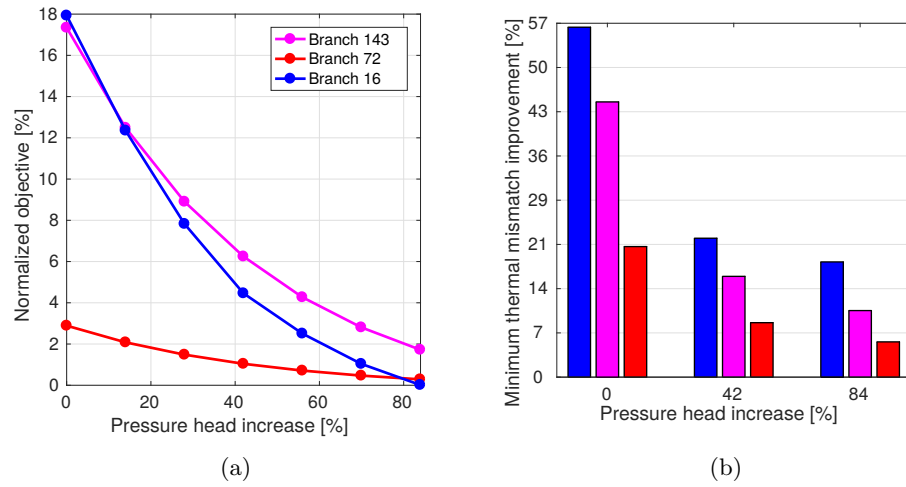 18
16
14
12
10
8
6
4
2
0
Normalized objective [%]
Branch 143
Branch 72
Branch 16
0 20 40 60 80
Pressure head increase [%]
(a)
57
50
43
36
29
21
14
7
0
Minimum thermal mismatch improvement [%]
0 42 84
Pressure head increase [%]
(b)